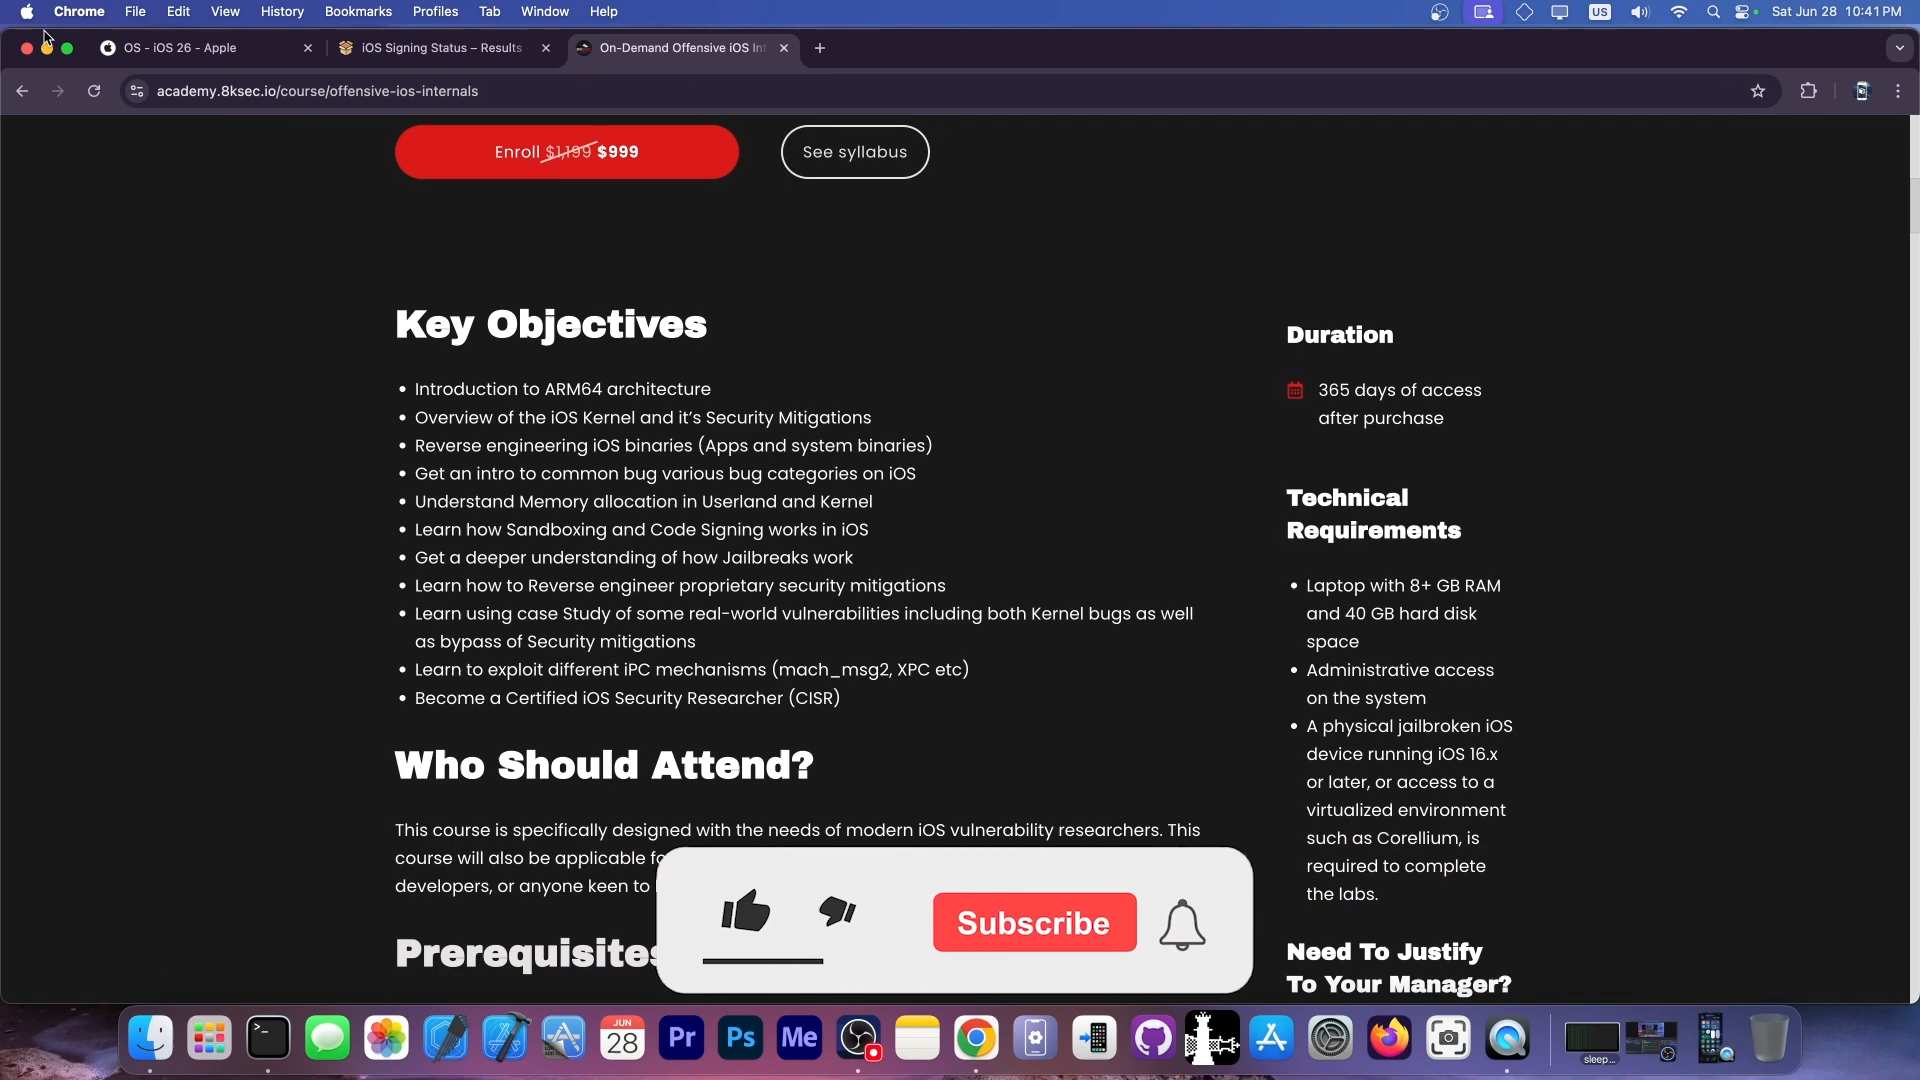 Chrome File Edit View History Bookmarks Profiles Tab Window Help
US
Sat Jun 28 10:41 PM
OS - iOS 26 - Apple
iOS Signing Status – Results
On-Demand Offensive iOS Int
academy.8ksec.io/course/offensive-ios-internals
Enroll $1,199 $999
See syllabus
Key Objectives
Introduction to ARM64 architecture
Overview of the iOS Kernel and it’s Security Mitigations
Reverse engineering iOS binaries (Apps and system binaries)
Get an intro to common bug various bug categories on iOS
Understand Memory allocation in Userland and Kernel
Learn how Sandboxing and Code Signing works in iOS
Get a deeper understanding of how Jailbreaks work
Learn how to Reverse engineer proprietary security mitigations
Learn using case Study of some real-world vulnerabilities including both Kernel bugs as well
as bypass of Security mitigations
Learn to exploit different iPC mechanisms (mach_msg2, XPC etc)
Become a Certified iOS Security Researcher (CISR)
Who Should Attend?
This course is specifically designed with the needs of modern iOS vulnerability researchers. This
course will also be applicable fo
developers, or anyone keen to
Prerequisites
Duration
365 days of access
after purchase
Technical
Requirements
Laptop with 8+ GB RAM
and 40 GB hard disk
space
Administrative access
on the system
A physical jailbroken iOS
device running iOS 16.x
or later, or access to a
virtualized environment
such as Corellium, is
required to complete
the labs.
Need To Justify
To Your Manager?
Subscribe
JUN
28
Pr
Ps
Me
sleep...